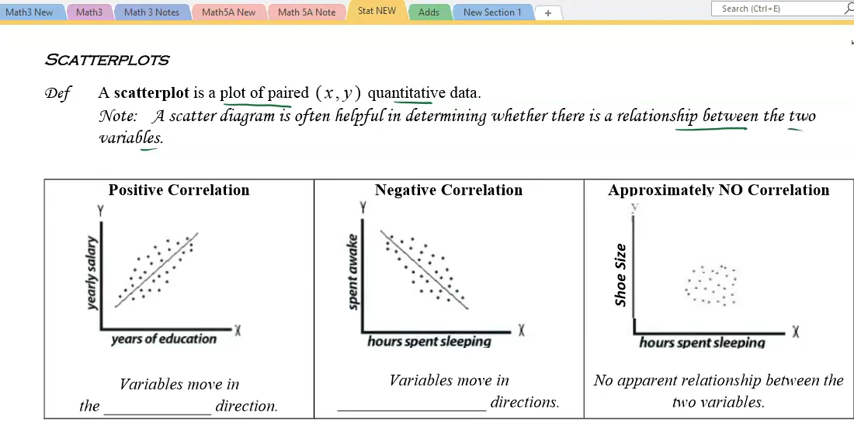 Math3 New Math3 Math 3 Notes Math5A New Math 5A Note Stat NEW Adds New Section 1 + Search (Ctrl+E)
SCATTERPLOTS
Def A scatterplot is a plot of paired (x, y) quantitative data.
Note: A scatter diagram is often helpful in determining whether there is a relationship between the two
variables.
Positive Correlation
Y
yearly salary
X
years of education
Variables move in
the ____________ direction.
Negative Correlation
Y
spent awake
X
hours spent sleeping
Variables move in
________________ directions.
Approximately NO Correlation
y
Shoe Size
X
hours spent sleeping
No apparent relationship between the
two variables.